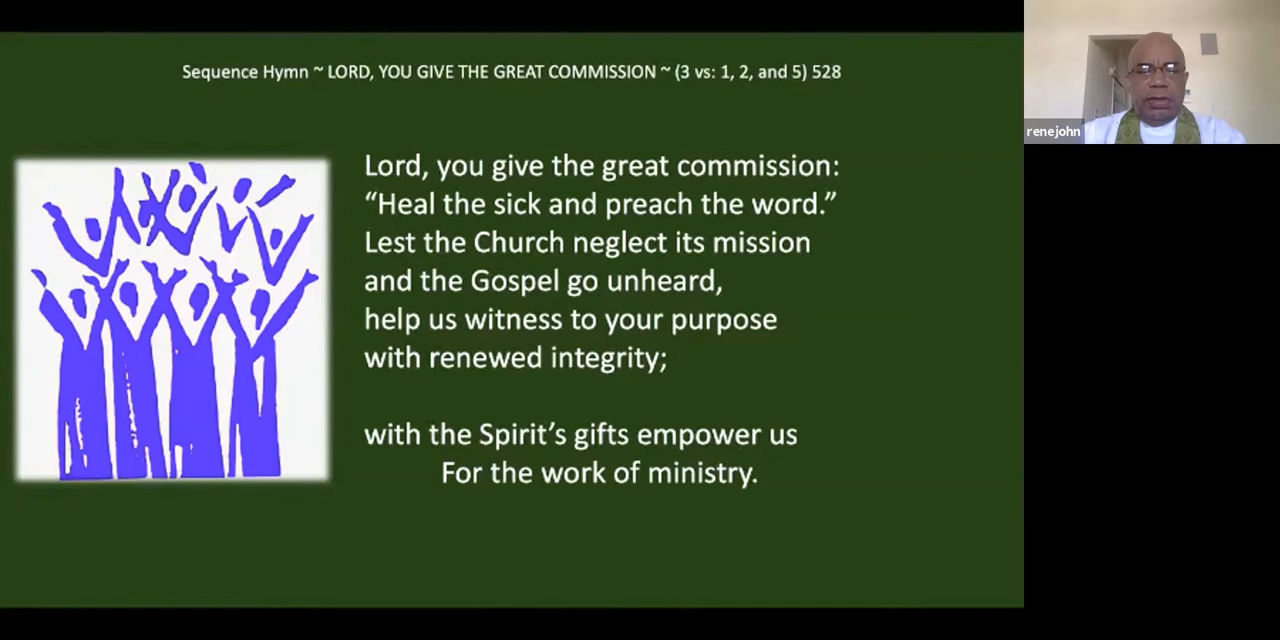 Sequence Hymn ~ LORD, YOU GIVE THE GREAT COMMISSION ~ (3 vs: 1, 2, and 5) 528
Lord, you give the great commission:
“Heal the sick and preach the word.”
Lest the Church neglect its mission
and the Gospel go unheard,
help us witness to your purpose
with renewed integrity;
with the Spirit’s gifts empower us
For the work of ministry.
renejohn